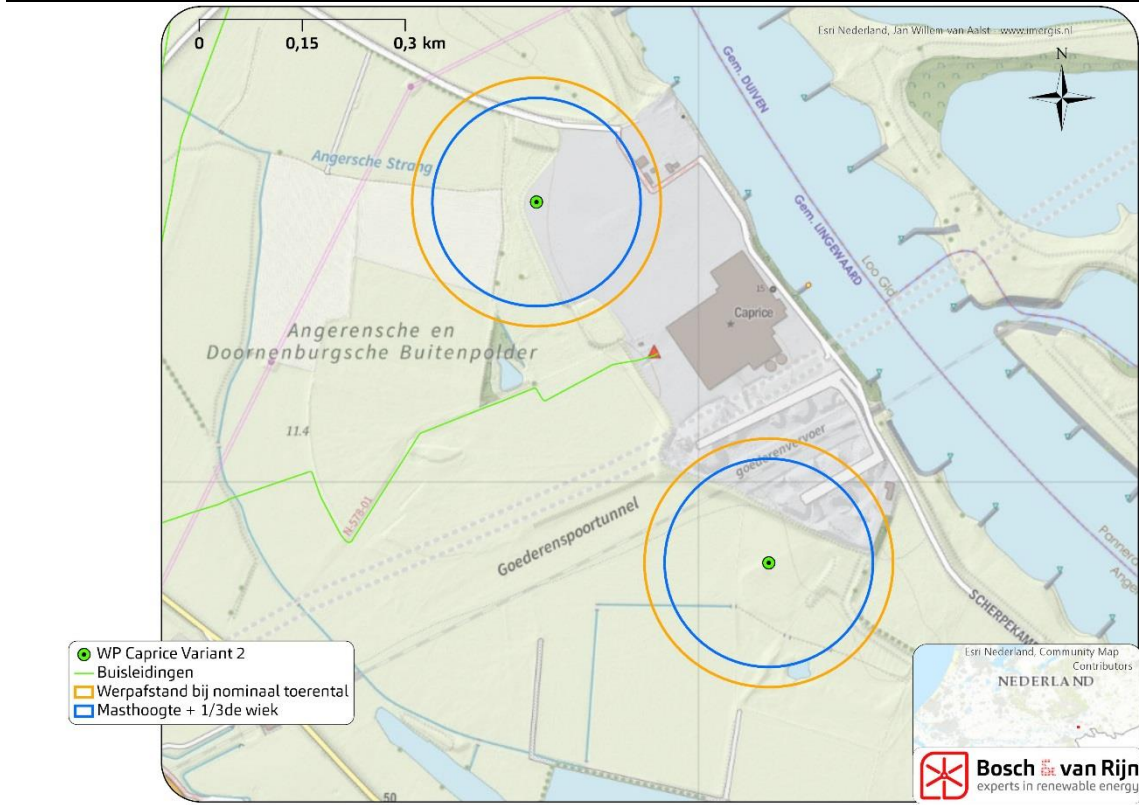 0 0,15 0,3 km
Esri Nederland, Jan Willem van Aalst - www.imergis.nl
N
Gem. DUIVEN
Angersche Strang
Gem. LINGEWAARD
Loo Gld
15
Caprice
Angerensche en
Doornenburgsche Buitenpolder
11.4
goederenvervoer
N-578-01
Goederenspoortunnel
SCHERPEKAMP
50
WP Caprice Variant 2
Buisleidingen
Werpafstand bij nominaal toerental
Masthoogte + 1/3de wiek
Esri Nederland, Community Map
Contributors
NEDERLAND
Bosch & van Rijn
experts in renewable energy